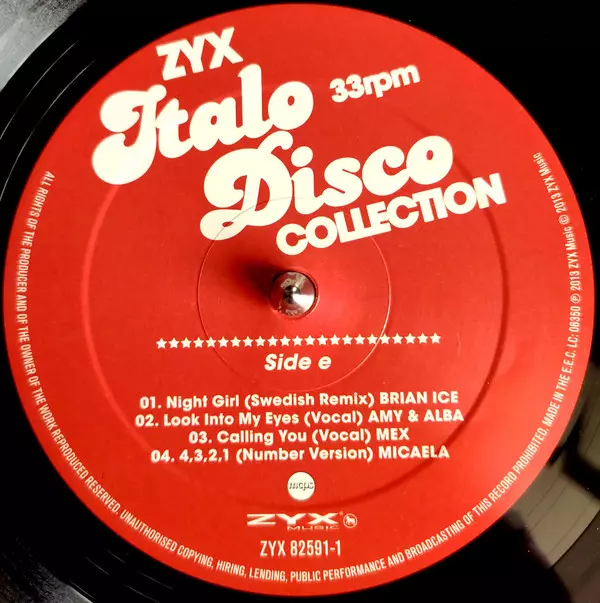 ZYX
Italo
33rpm
Disco
COLLECTION
Side e
01. Night Girl (Swedish Remix) BRIAN ICE
02. Look Into My Eyes (Vocal) AMY & ALBA
03. Calling You (Vocal) MEX
04. 4,3,2,1 (Number Version) MICAELA
mcps
ZYX
MUSIC
ZYX 82591-1
ALL RIGHTS OF THE PRODUCER AND OF THE OWNER OF THE WORK REPRODUCED RESERVED. UNAUTHORISED COPYING, HIRING, LENDING, PUBLIC PERFORMANCE AND BROADCASTING OF THIS RECORD PROHIBITED. MADE IN THE E.E.C. LC: 06350 ℗ 2013 ZYX Music © 2013 ZYX Music